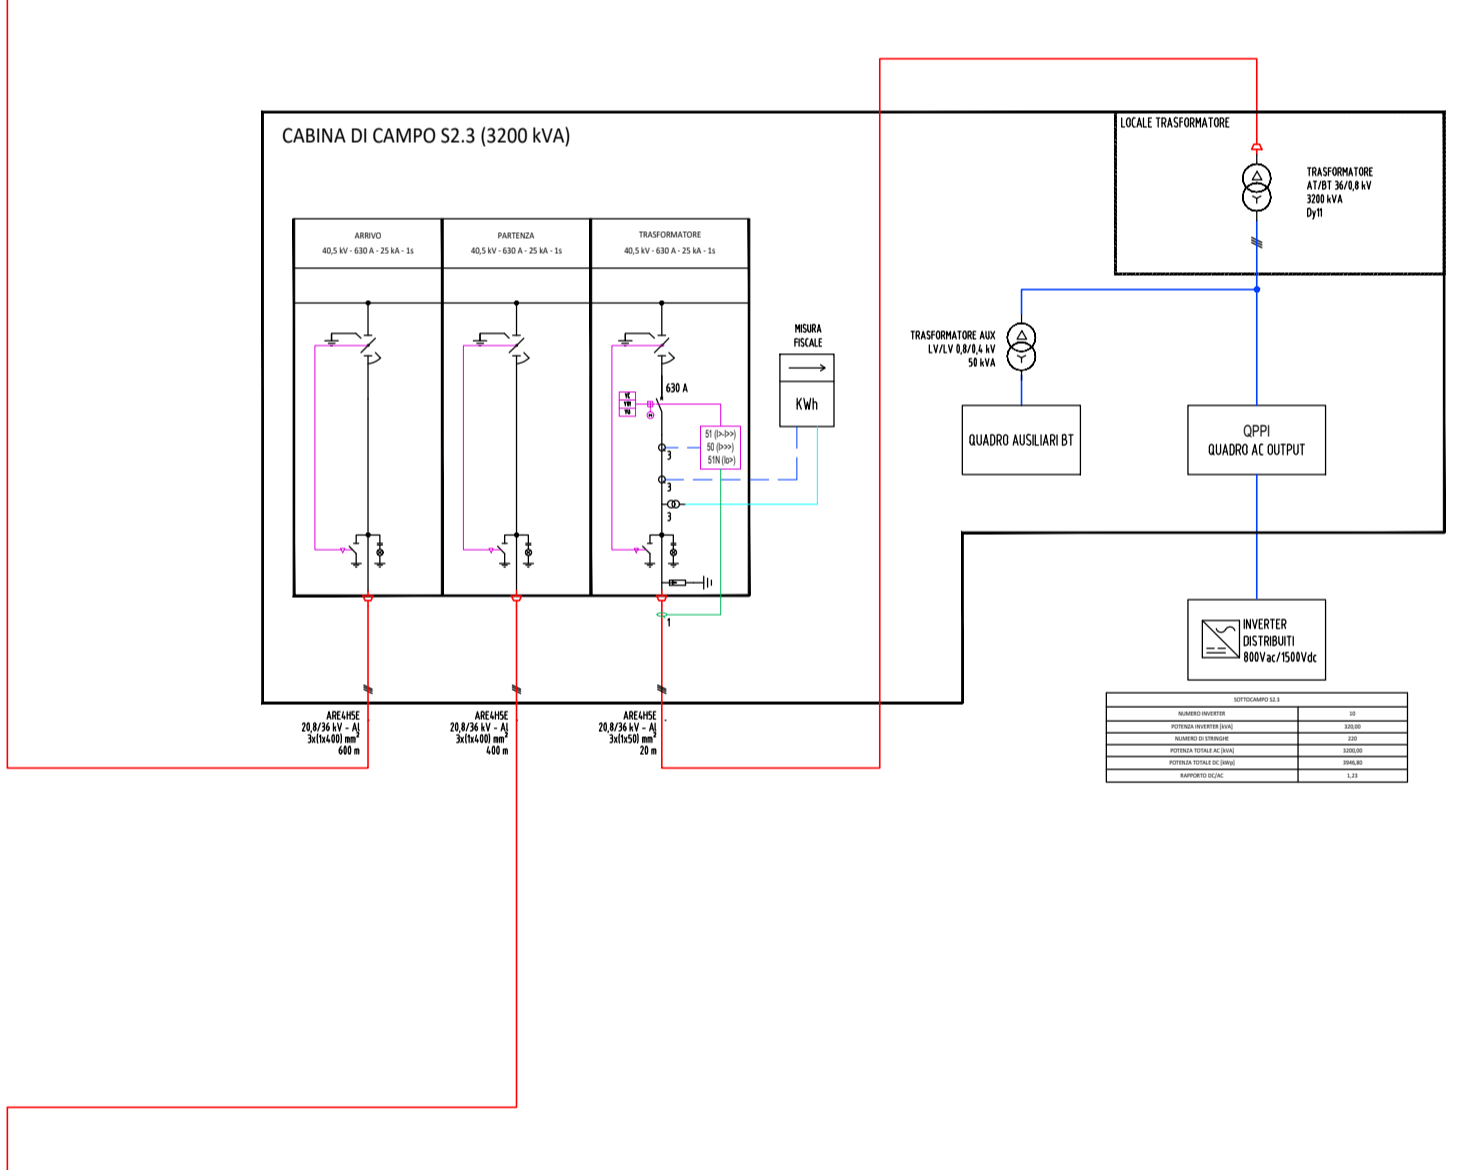 CABINA DI CAMPO S2.3 (3200 kVA)
LOCALE TRASFORMATORE
TRASFORMATORE
AT/BT 36/0,8 kV
3200 kVA
Dy11
ARRIVO
40,5 kV - 630 A - 25 kA - 1s
PARTENZA
40,5 kV - 630 A - 25 kA - 1s
TRASFORMATORE
40,5 kV - 630 A - 25 kA - 1s
MISURA
FISCALE
KWh
TRASFORMATORE AUX
LV/LV 0,8/0,4 kV
50 kVA
630 A
51 (I>-I>>)
50 (I>>>)
51N (Io>)
3
3
3
1
QUADRO AUSILIARI BT
QPPI
QUADRO AC OUTPUT
INVERTER
DISTRIBUITI
800Vac/1500Vdc
ARE4H5E
20,8/36 kV - Al
3x(1x400) mm²
600 m
ARE4H5E
20,8/36 kV - Al
3x(1x400) mm²
400 m
ARE4H5E
20,8/36 kV - Al
3x(1x50) mm²
20 m
SOTTOCAMPO S2.3
NUMERO INVERTER 10
POTENZA INVERTER [kVA] 320,00
NUMERO DI STRINGHE 220
POTENZA TOTALE AC [kVA] 3200,00
POTENZA TOTALE DC [kWp] 3946,80
RAPPORTO DC/AC 1,23